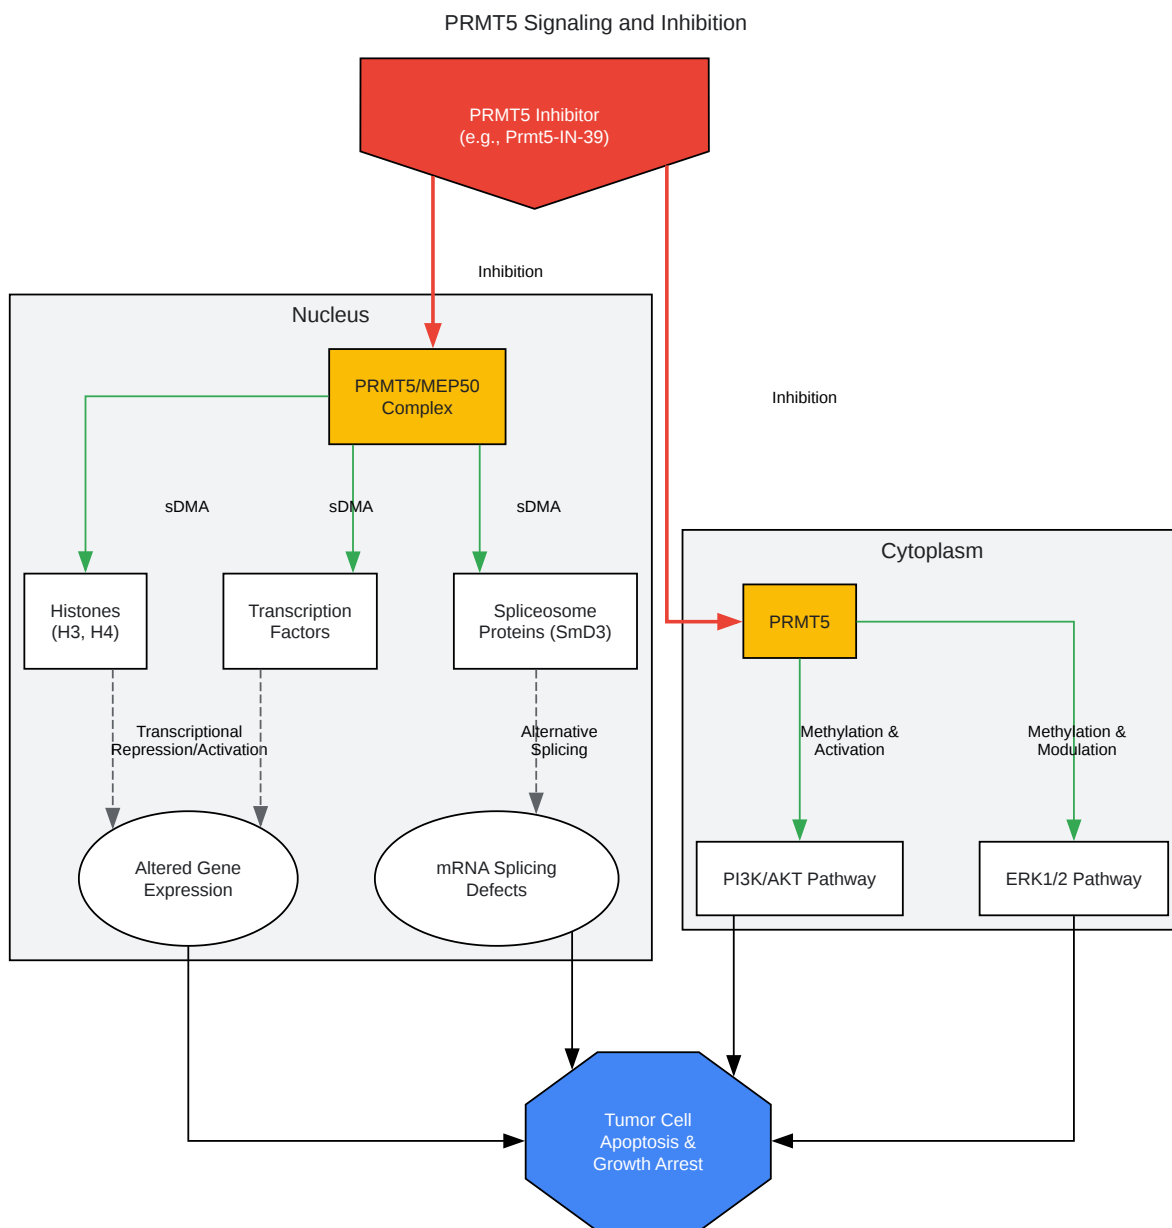 PRMT5 Signaling and Inhibition
PRMT5 Inhibitor
(e.g., Prmt5-IN-39)
Inhibition
Nucleus
PRMT5/MEP50
Complex
Inhibition
sDMA
sDMA
sDMA
Cytoplasm
Histones
(H3, H4)
Transcription
Factors
Spliceosome
Proteins (SmD3)
PRMT5
Transcriptional
Repression/Activation
Alternative
Splicing
Methylation &
Activation
Methylation &
Modulation
Altered Gene
Expression
mRNA Splicing
Defects
PI3K/AKT Pathway
ERK1/2 Pathway
Tumor Cell
Apoptosis &
Growth Arrest